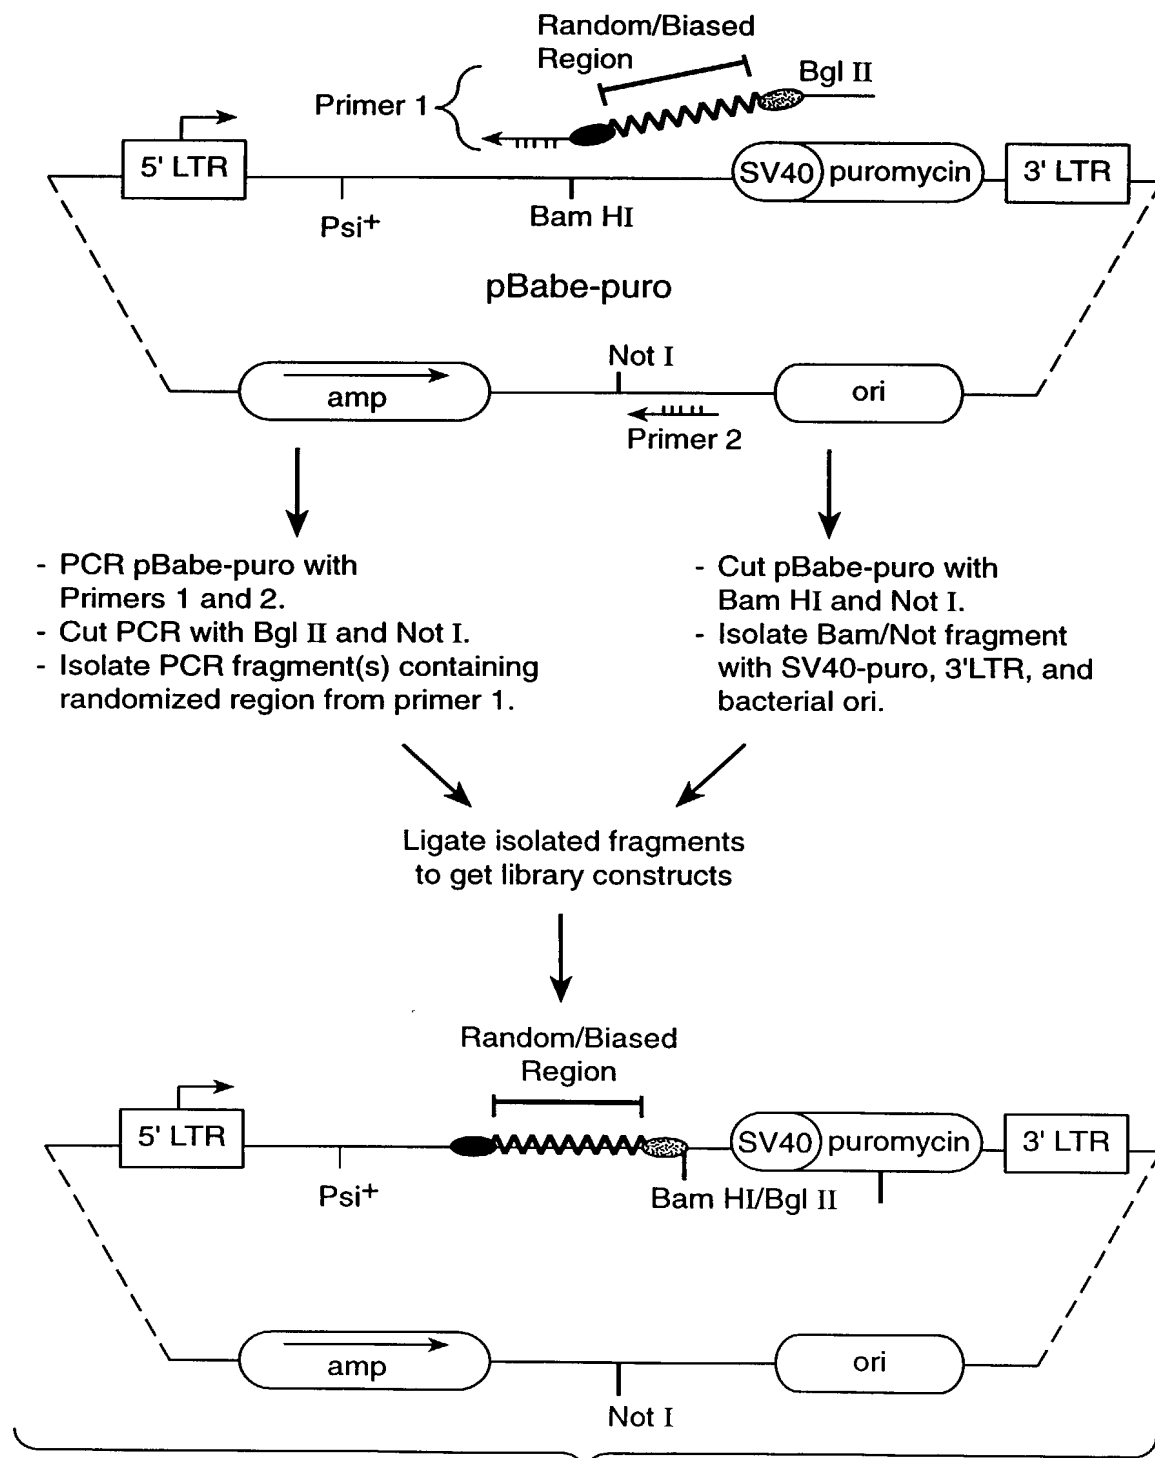 Random/Biased
Region
Bgl II
Primer 1
5' LTR
SV40
puromycin
3' LTR
Psi+
Bam HI
pBabe-puro
Not I
amp
ori
Primer 2
- PCR pBabe-puro with
Primers 1 and 2.
- Cut PCR with Bgl II and Not I.
- Isolate PCR fragment(s) containing
randomized region from primer 1.
- Cut pBabe-puro with
Bam HI and Not I.
- Isolate Bam/Not fragment
with SV40-puro, 3'LTR, and
bacterial ori.
Ligate isolated fragments
to get library constructs
Random/Biased
Region
5' LTR
SV40
puromycin
3' LTR
Psi+
Bam HI/Bgl II
amp
ori
Not I